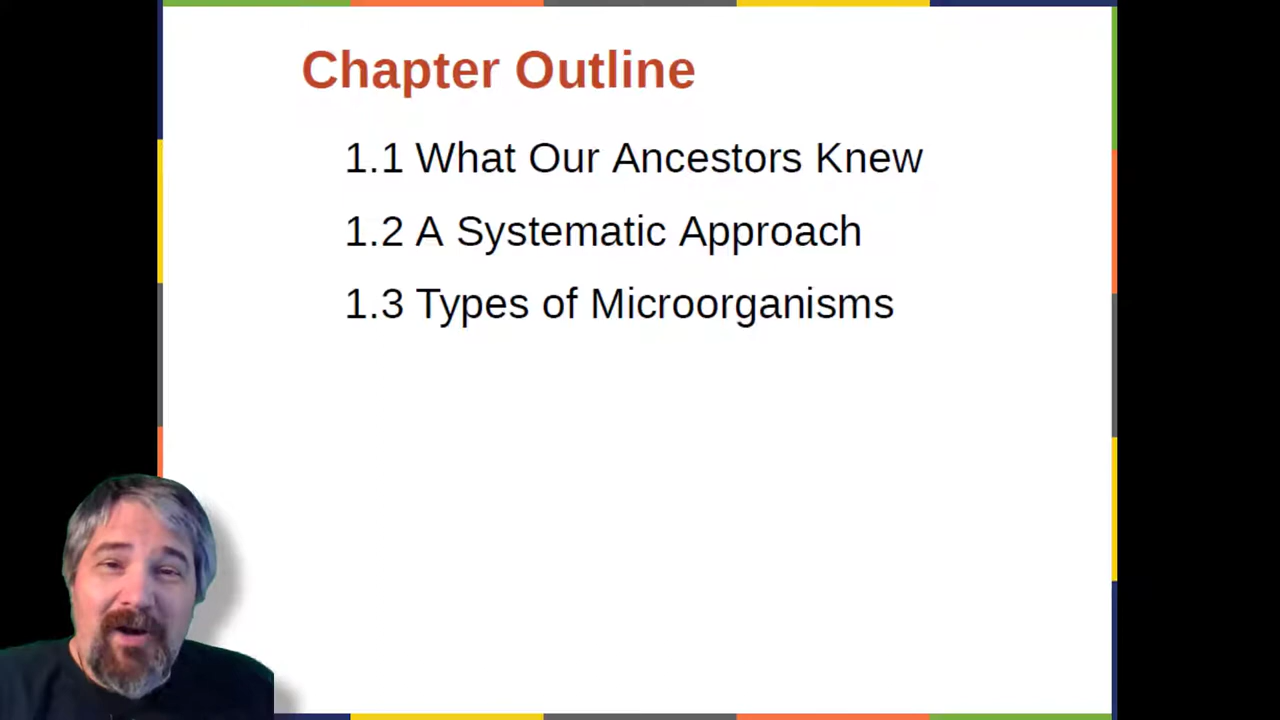 Chapter Outline
1.1 What Our Ancestors Knew
1.2 A Systematic Approach
1.3 Types of Microorganisms